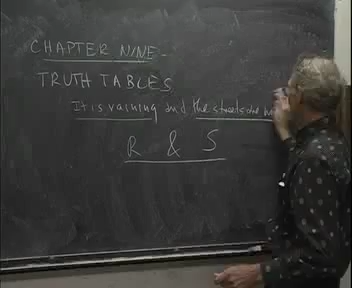 CHAPTER NINE-
TRUTH TABLES
It is raining and the streets are
R & S